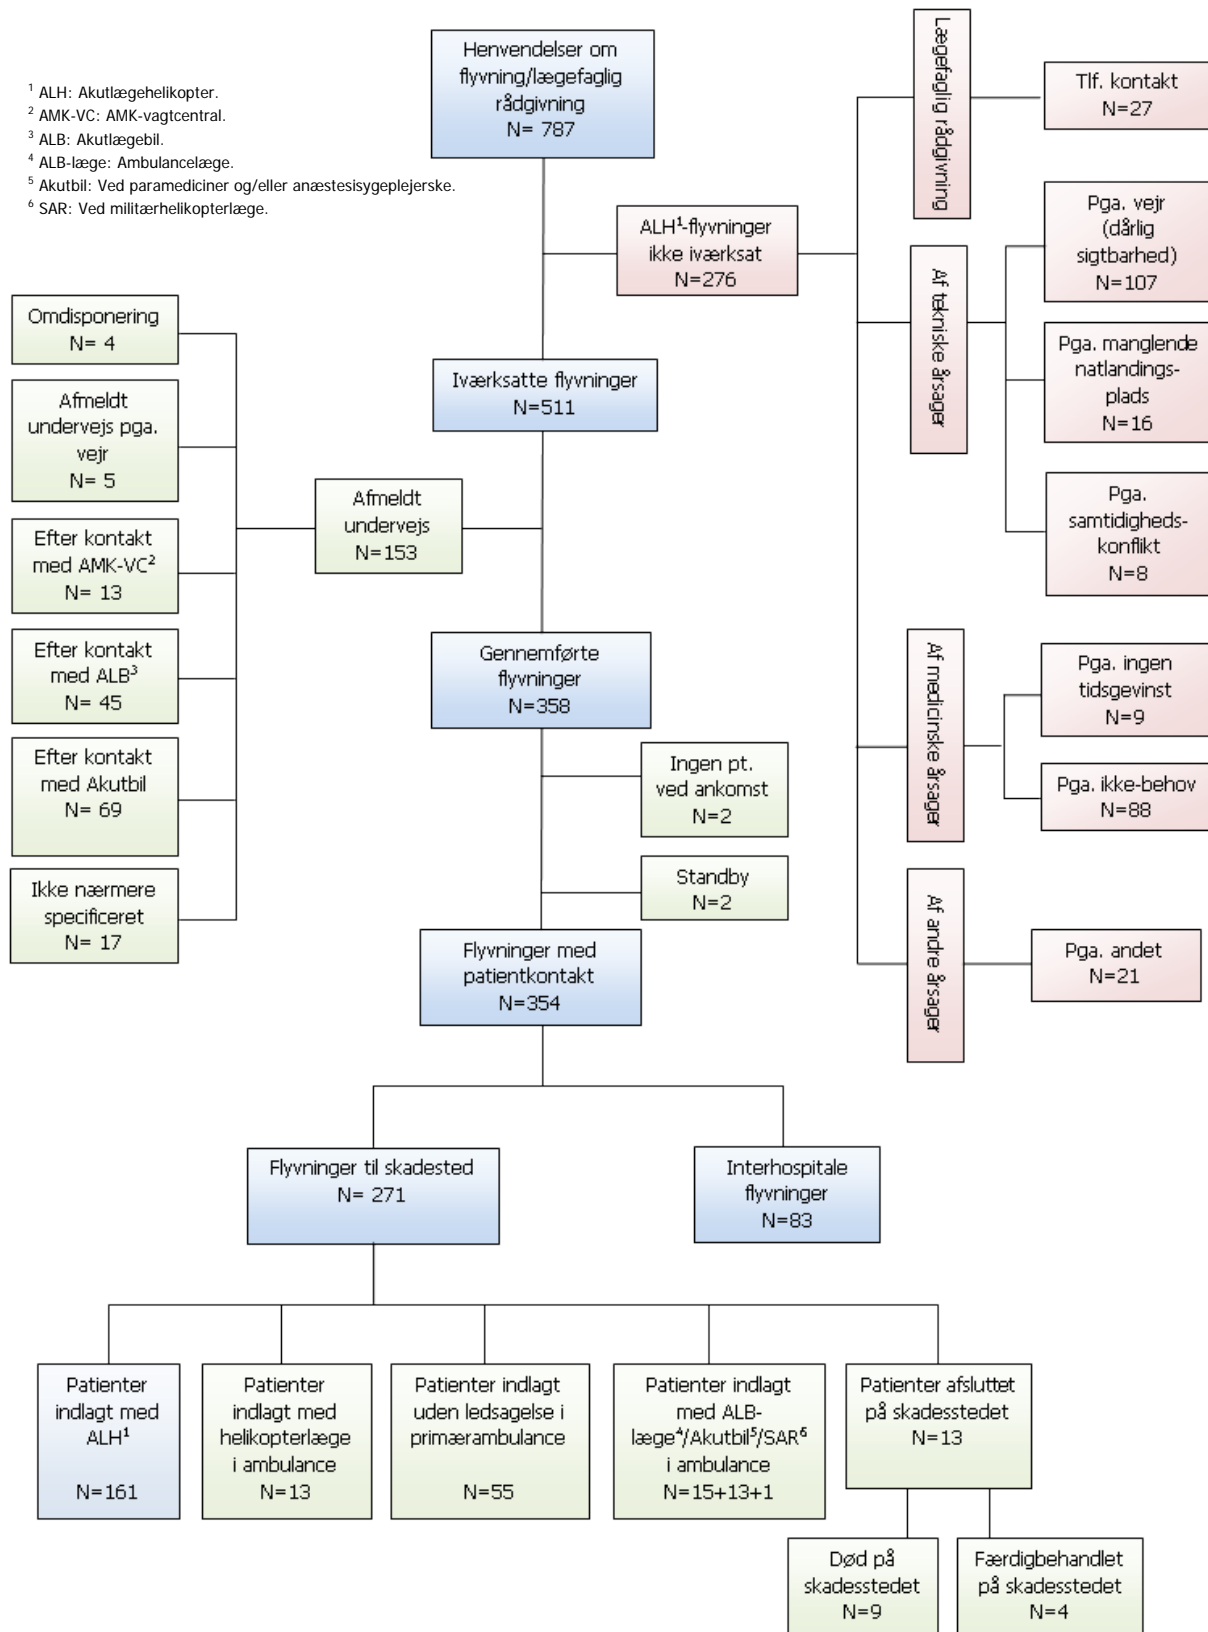 Henvendelser om
flyvning/lægefaglig
rådgivning
N= 787
¹ ALH: Akutlægehelikopter.
² AMK-VC: AMK-vagtcentral.
³ ALB: Akutlægebil.
⁴ ALB-læge: Ambulancelæge.
⁵ Akutbil: Ved paramediciner og/eller anæstesisygeplejerske.
⁶ SAR: Ved militærhelikopterlæge.
ALH¹-flyvninger
ikke iværksat
N=276
Lægefaglig rådgivning
Tlf. kontakt
N=27
Af tekniske årsager
Pga. vejr
(dårlig
sigtbarhed)
N=107
Pga. manglende
natlandings-
plads
N=16
Pga.
samtidigheds-
konflikt
N=8
Af medicinske årsager
Pga. ingen
tidsgevinst
N=9
Pga. ikke-behov
N=88
Af andre årsager
Pga. andet
N=21
Iværksatte flyvninger
N=511
Afmeldt
undervejs
N=153
Omdisponering
N= 4
Afmeldt
undervejs pga.
vejr
N= 5
Efter kontakt
med AMK-VC²
N= 13
Efter kontakt
med ALB³
N= 45
Efter kontakt
med Akutbil
N= 69
Ikke nærmere
specificeret
N= 17
Gennemførte
flyvninger
N=358
Ingen pt.
ved ankomst
N=2
Standby
N=2
Flyvninger med
patientkontakt
N=354
Flyvninger til skadested
N= 271
Interhospitale
flyvninger
N=83
Patienter
indlagt med
ALH¹
N=161
Patienter
indlagt med
helikopterlæge
i ambulance
N=13
Patienter indlagt
uden ledsagelse i
primærambulance
N=55
Patienter indlagt
med ALB-
læge⁴/Akutbil⁵/SAR⁶
i ambulance
N=15+13+1
Patienter afsluttet
på skadesstedet
N=13
Død på
skadesstedet
N=9
Færdigbehandlet
på skadesstedet
N=4